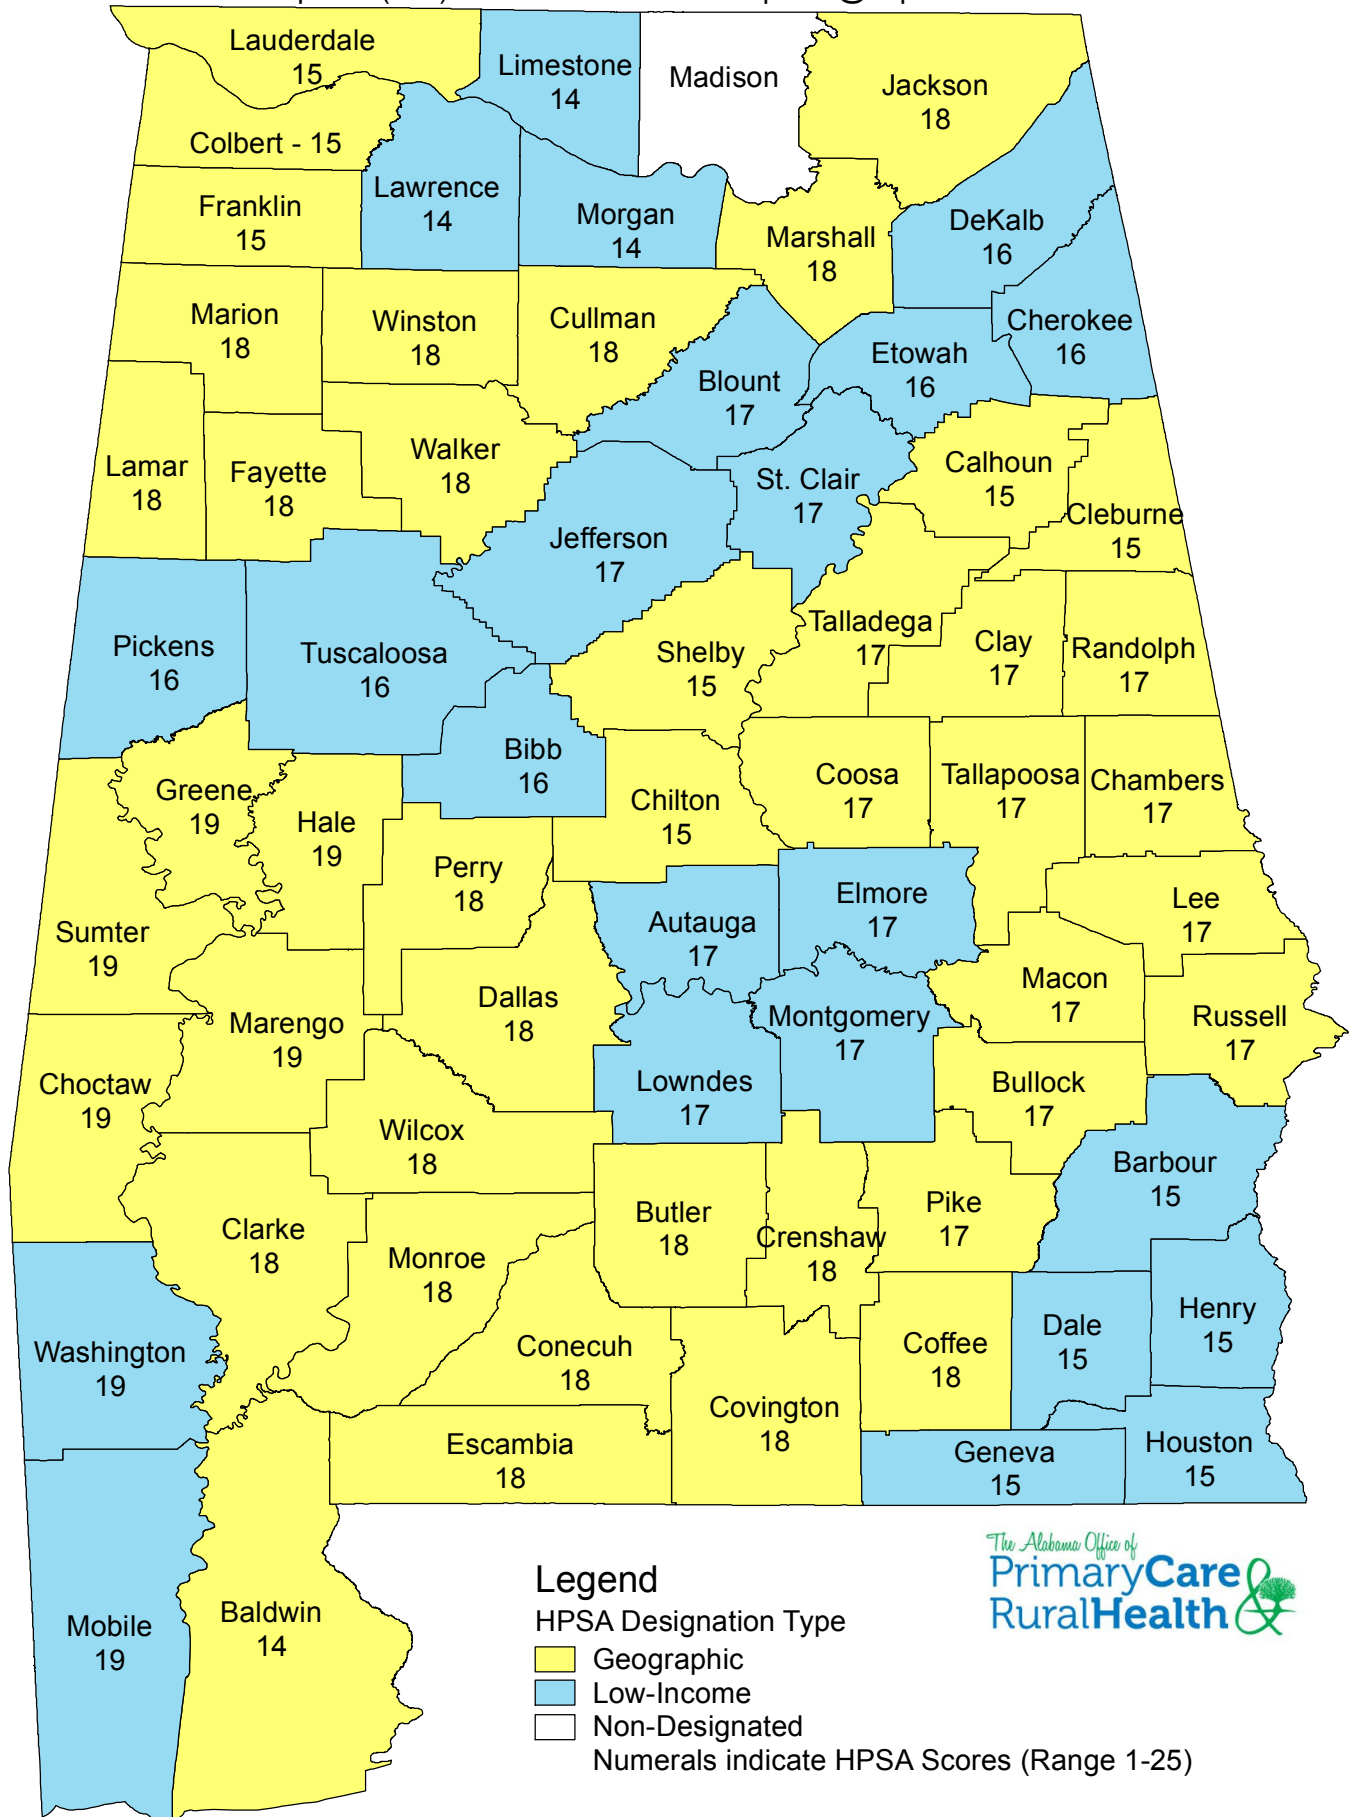 Lauderdale
15
Limestone
14
Madison
Jackson
18
Colbert - 15
Lawrence
14
Franklin
15
Morgan
14
Marshall
18
DeKalb
16
Marion
18
Winston
18
Cullman
18
Cherokee
16
Etowah
16
Blount
17
Lamar
18
Fayette
18
Walker
18
St. Clair
17
Calhoun
15
Cleburne
15
Jefferson
17
Pickens
16
Tuscaloosa
16
Shelby
15
Talladega
17
Clay
17
Randolph
17
Bibb
16
Greene
19
Hale
19
Chilton
15
Coosa
17
Tallapoosa
17
Chambers
17
Perry
18
Sumter
19
Autauga
17
Elmore
17
Lee
17
Dallas
18
Macon
17
Marengo
19
Montgomery
17
Russell
17
Choctaw
19
Lowndes
17
Bullock
17
Wilcox
18
Barbour
15
Clarke
18
Monroe
18
Butler
18
Crenshaw
18
Pike
17
Washington
19
Conecuh
18
Coffee
18
Dale
15
Henry
15
Covington
18
Escambia
18
Geneva
15
Houston
15
Mobile
19
Baldwin
14
The Alabama Office of
PrimaryCare &
RuralHealth
Legend
HPSA Designation Type
Geographic
Low-Income
Non-Designated
Numerals indicate HPSA Scores (Range 1-25)